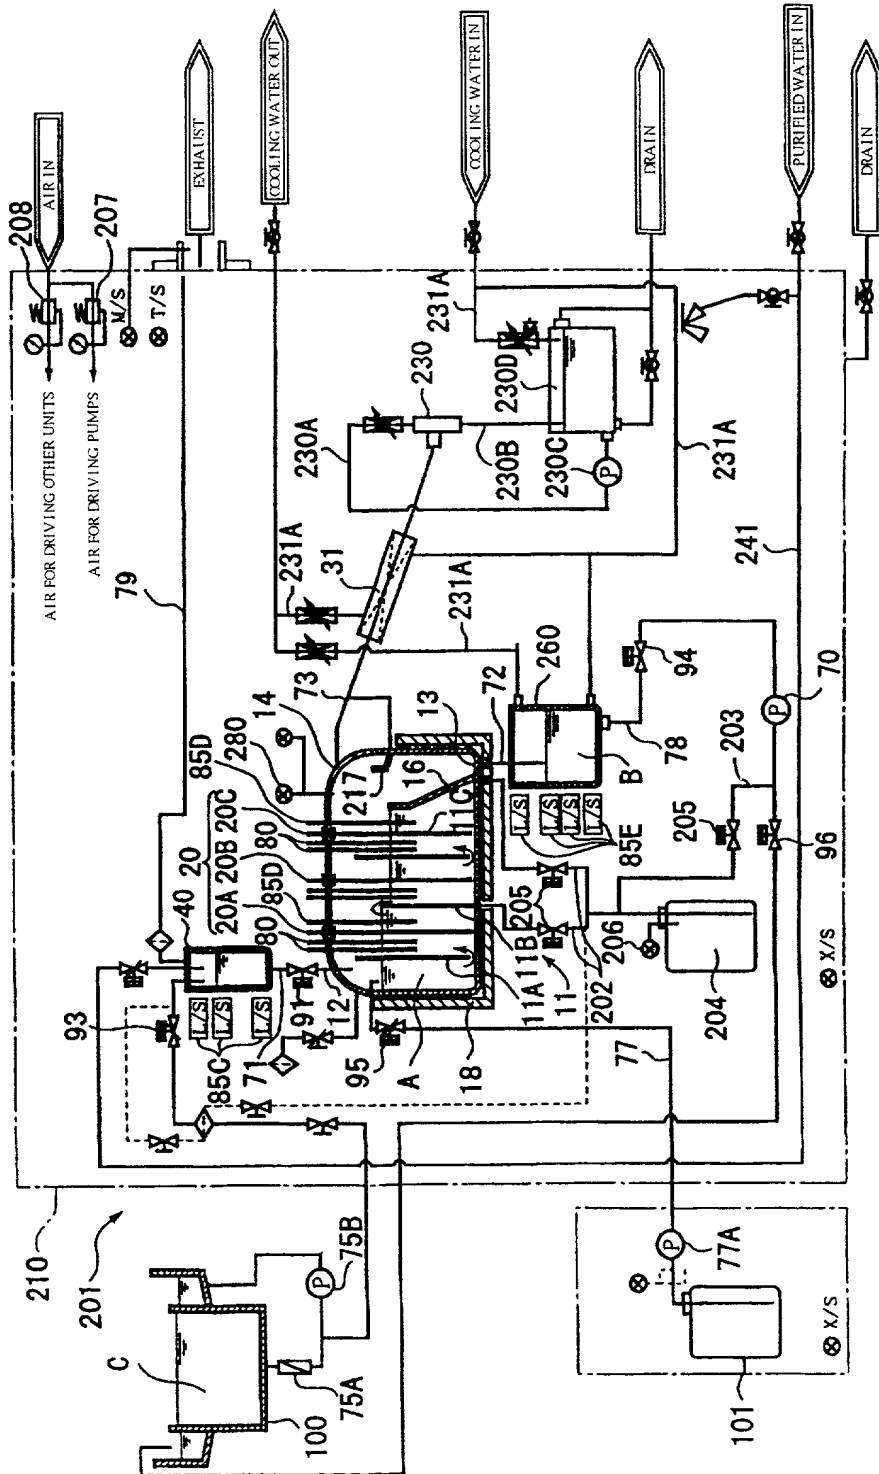 AIR IN
208
207
EXHAUST
COOLING WATER OUT
COOLING WATER IN
DRAIN
PURIFIED WATER IN
DRAIN
M/S
T/S
AIR FOR DRIVING OTHER UNITS
AIR FOR DRIVING PUMPS
79
230A
230
230B
230C
230D
231A
231A
231A
231A
241
31
73
14
280
85D
20
20A
20B
20C
80
85D
80
40
217
16
13
11C
72
260
B
78
94
70
203
205
96
L/S
L/S
L/S
L/S
85E
93
L/S
L/S
L/S
85C
71
91
12
95
A
18
11A
11B
11
202
205
206
204
X/S
77
210
201
C
100
75A
75B
P
P
P
P
77A
101
X/S